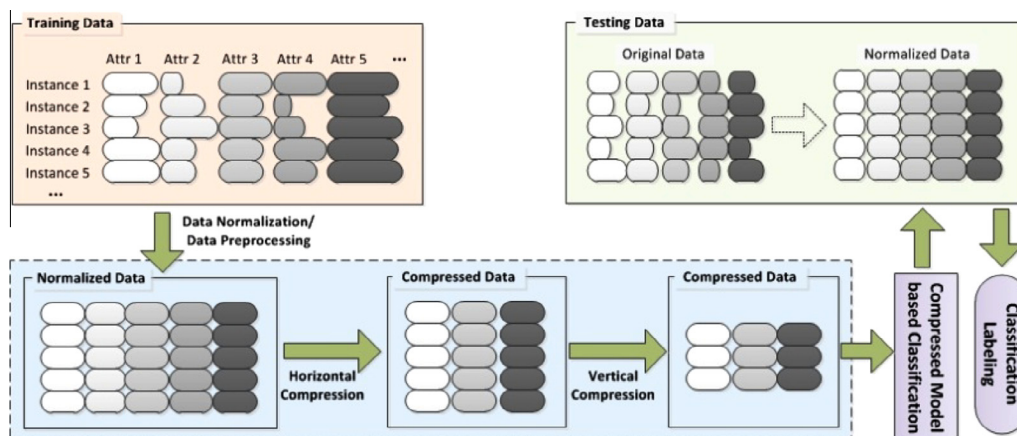 Training Data
Attr 1 Attr 2 Attr 3 Attr 4 Attr 5 ...
Instance 1
Instance 2
Instance 3
Instance 4
Instance 5
...
Testing Data
Original Data
Normalized Data
Data Normalization/
Data Preprocessing
Normalized Data
Horizontal
Compression
Compressed Data
Vertical
Compression
Compressed Data
Compressed Model
based Classification
Classification
Labeling